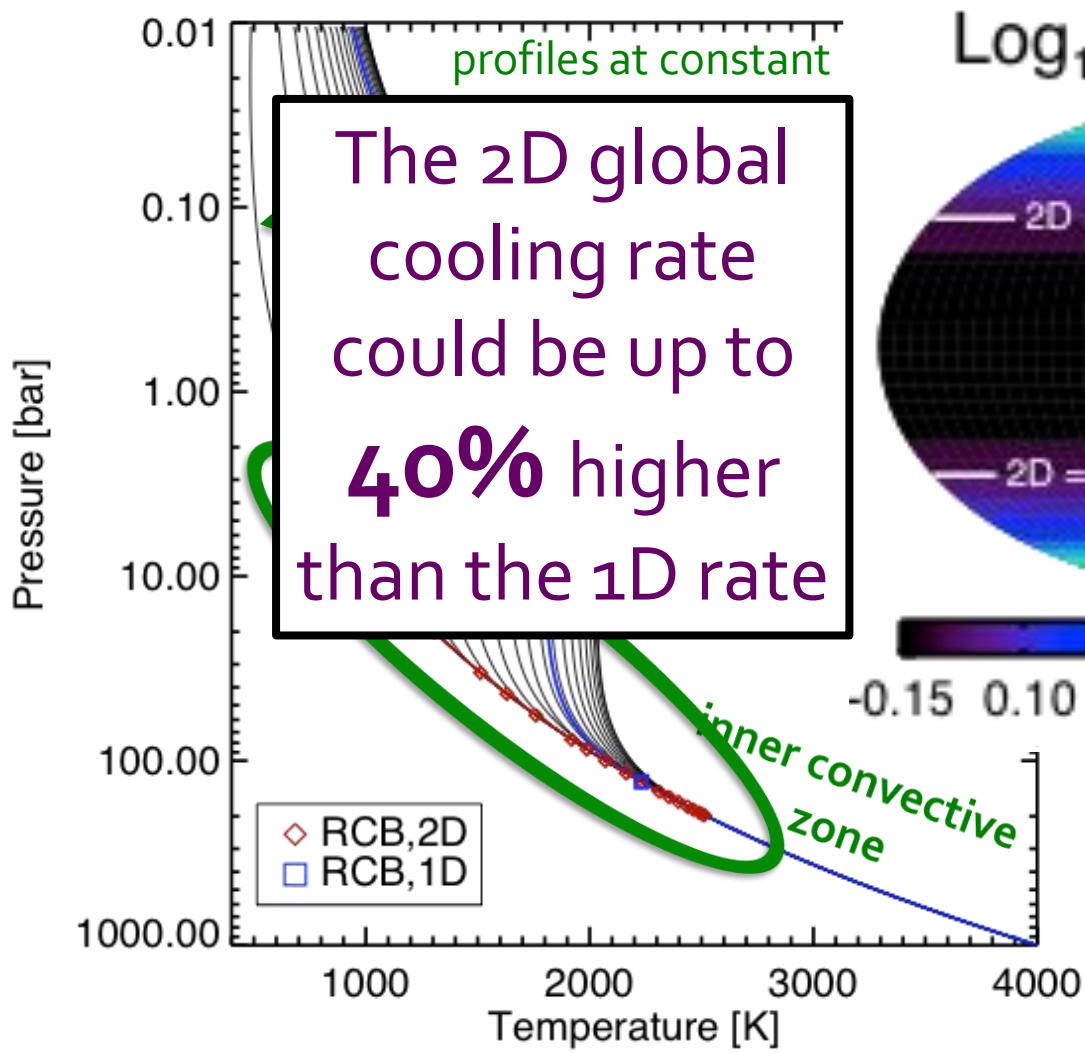 0.01
profiles at constant
Log₁
The 2D global
cooling rate
could be up to
40% higher
than the 1D rate
0.10
1.00
10.00
100.00
1000.00
Pressure [bar]
2D
2D =
-0.15 0.10
inner convective
zone
RCB,2D
RCB,1D
1000 2000 3000 4000
Temperature [K]